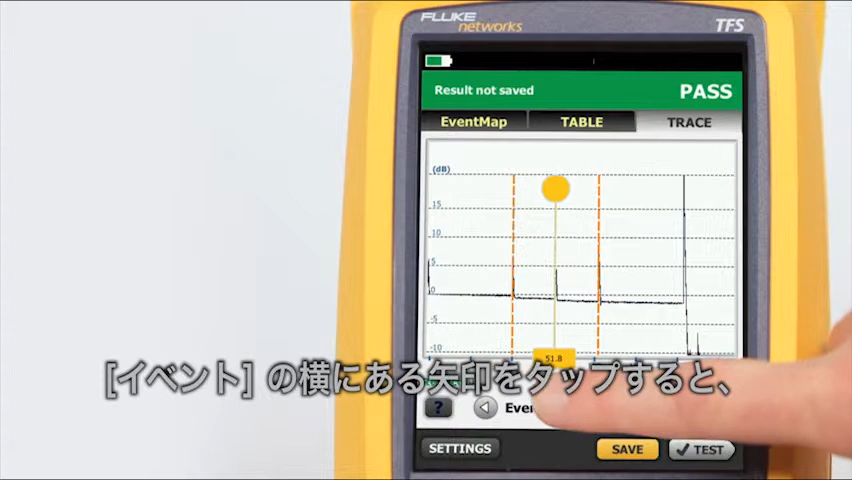 FLUKE
networks
TFS
Result not saved
PASS
EventMap
TABLE
TRACE
(dB)
15
10
5
0
-5
-10
51.8
[イベント] の横にある矢印をタップすると、
?
SETTINGS
SAVE
TEST